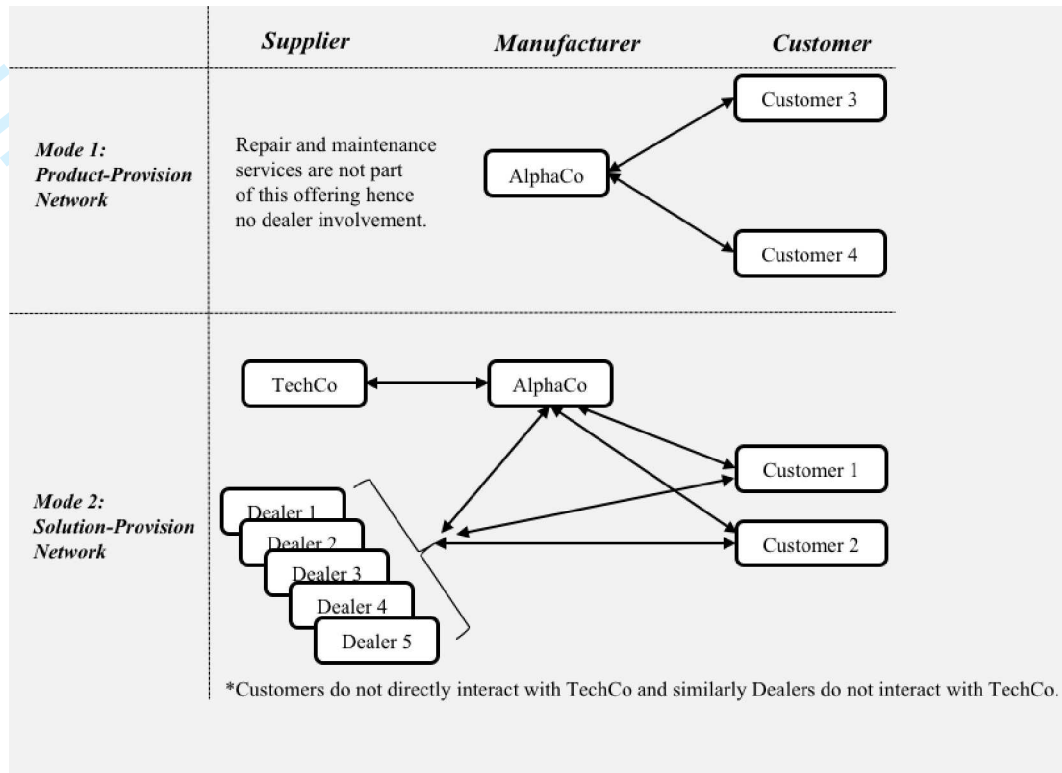 Supplier
Manufacturer
Customer
Mode 1:
Product-Provision
Network
Repair and maintenance
services are not part
of this offering hence
no dealer involvement.
AlphaCo
Customer 3
Customer 4
Mode 2:
Solution-Provision
Network
TechCo
AlphaCo
Customer 1
Customer 2
Dealer 1
Dealer 2
Dealer 3
Dealer 4
Dealer 5
*Customers do not directly interact with TechCo and similarly Dealers do not interact with TechCo.